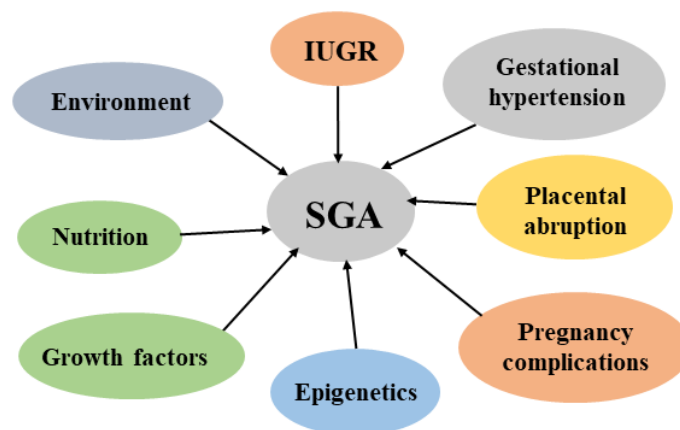 IUGR
Gestational
hypertension
Environment
SGA
Placental
abruption
Nutrition
Growth factors
Pregnancy
complications
Epigenetics